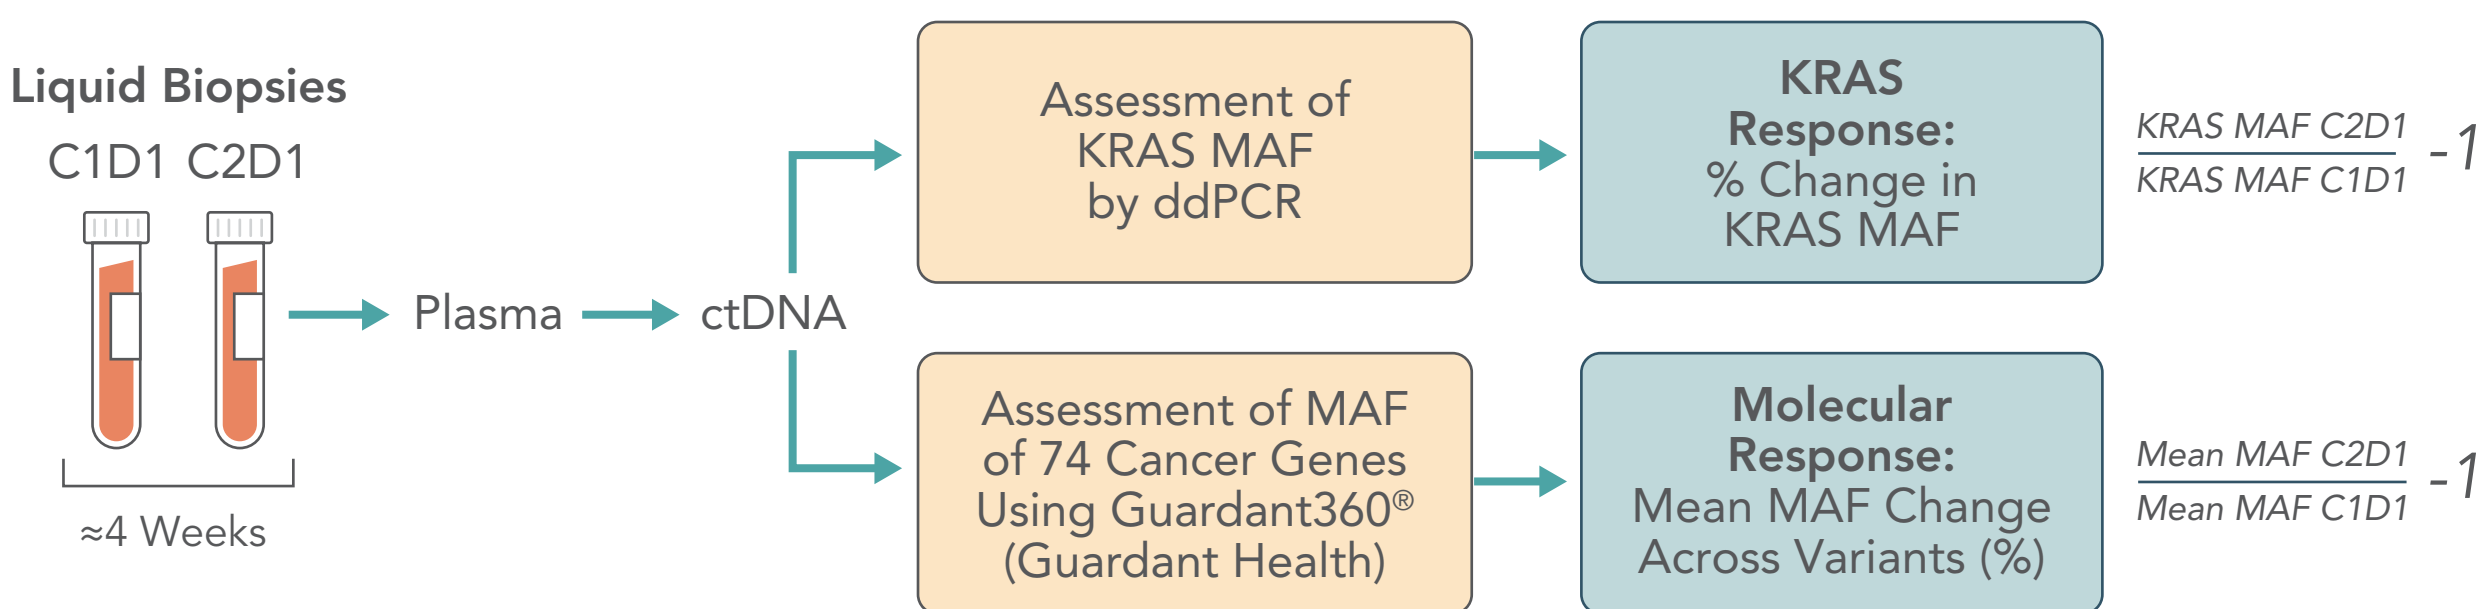 Liquid Biopsies
C1D1 C2D1
≈4 Weeks
Plasma
ctDNA
Assessment of
KRAS MAF
by ddPCR
KRAS
Response:
% Change in
KRAS MAF
KRAS MAF C2D1
KRAS MAF C1D1
-1
Assessment of MAF
of 74 Cancer Genes
Using Guardant360®
(Guardant Health)
Molecular
Response:
Mean MAF Change
Across Variants (%)
Mean MAF C2D1
Mean MAF C1D1
-1